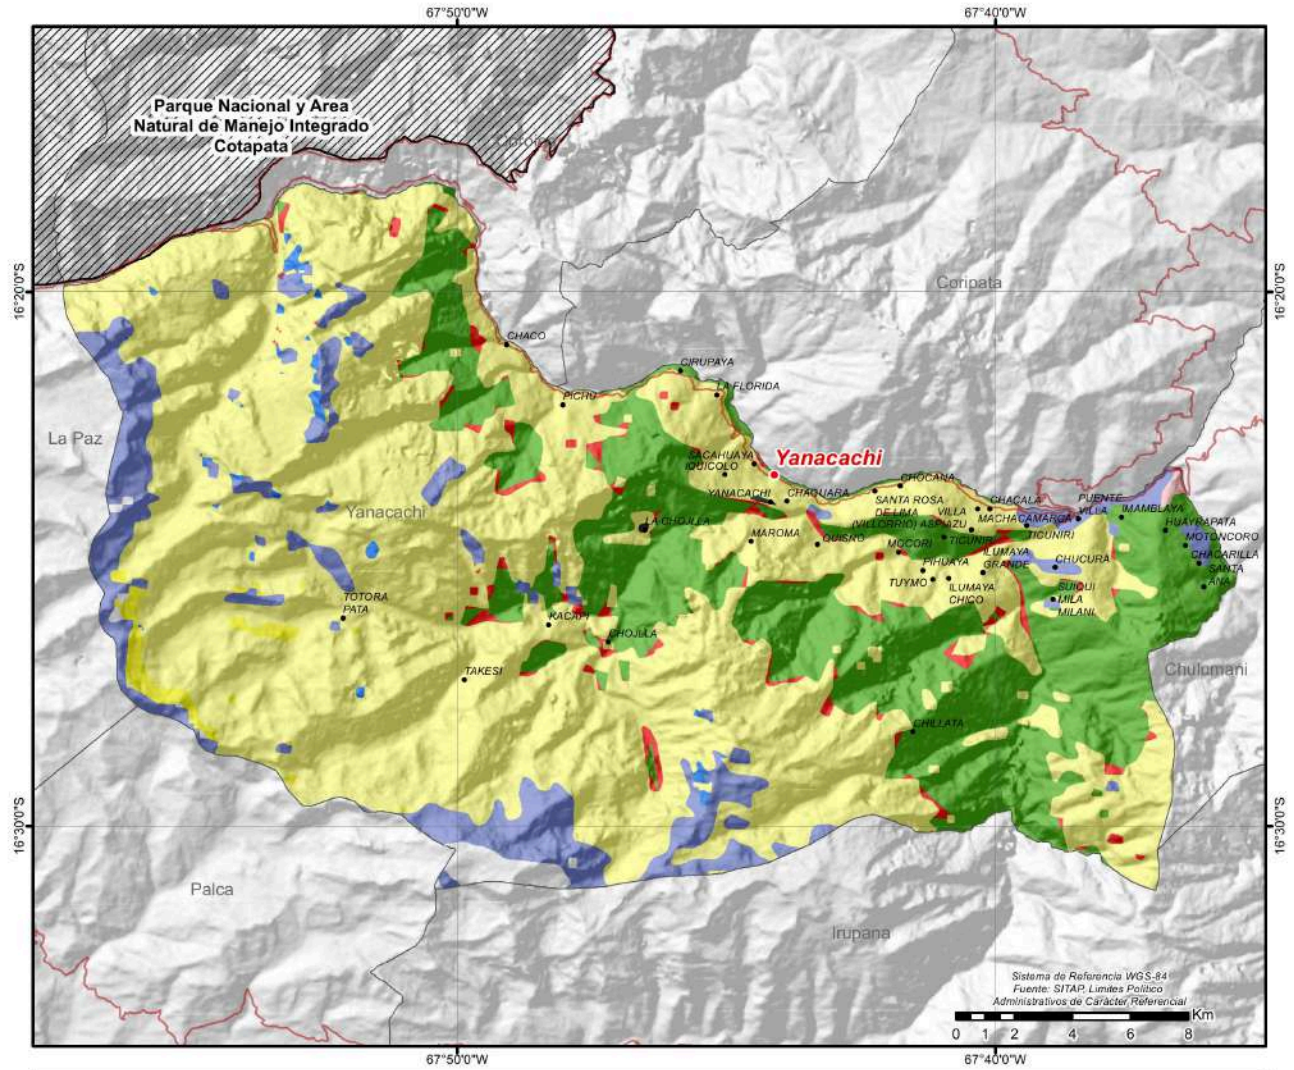 67°50'0"W
67°40'0"W
Parque Nacional y Area
Natural de Manejo Integrado
Cotapata
16°20'0"S
16°20'0"S
Coripata
CHACO
CIRUPAYA
LA FLORIDA
PICHU
La Paz
SACAHUAYA
IQUICOLO
Yanacachi
YANACACHI
CHAQUARA
CHOCANA
SANTA ROSA
DE LIMA
CHACALA
VILLA
ASPIAZU
(VILLORRIO)
PUENTE
VILLA
MACHACAMARCA
IMAMBLAYA
HUAYRAPATA
MOTONCORO
CHACARILLA
SANTA
ANA
Yanacachi
LA CHOJLLA
MAROMA
QUISNO
TIGUNIRI
TIGUNIRI
MOCORI
ILUMAYA
GRANDE
PIHUAYA
TUYMO
ILUMAYA
CHICO
CHUCURA
SUIQUI
MILA
MILANI
TOTORA
PATA
KACAPI
CHOJLLA
TAKESI
Chulumani
CHILLATA
16°30'0"S
16°30'0"S
Palca
Irupana
Sistema de Referencia WGS-84
Fuente: SITAP, Limites Politico
Administrativos de Carácter Referencial
Km
0 1 2 4 6 8
67°50'0"W
67°40'0"W